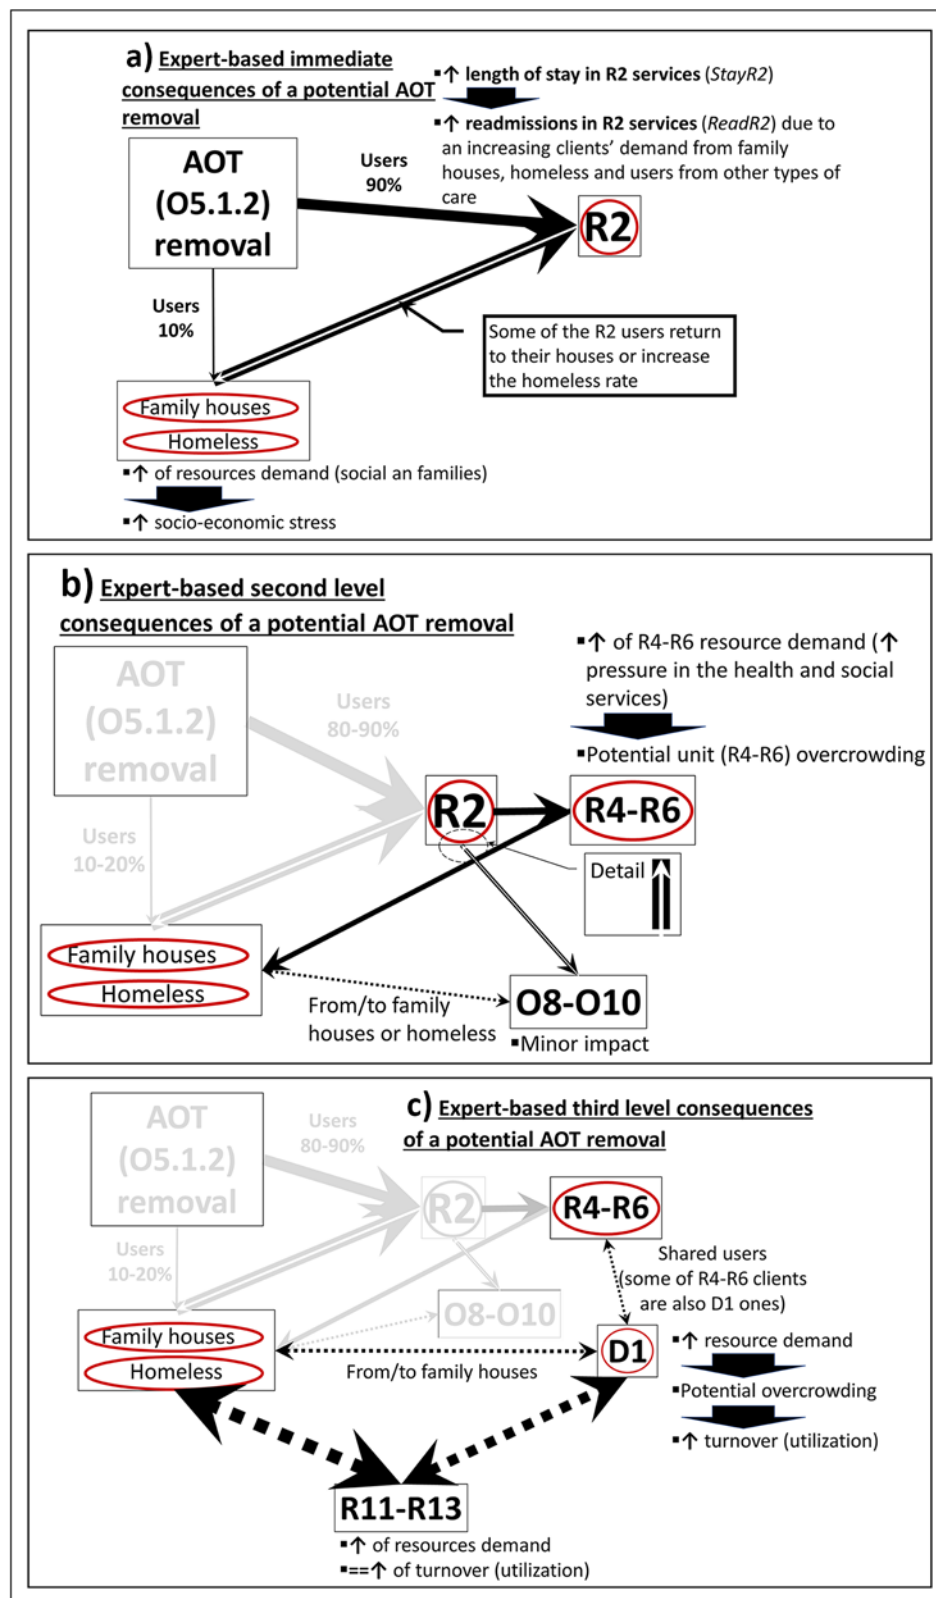 a) Expert-based immediate
consequences of a potential AOT
removal
▪↑ length of stay in R2 services (StayR2)
▪↑ readmissions in R2 services (ReadR2) due to
an increasing clients' demand from family
houses, homeless and users from other types of
care
AOT
(O5.1.2)
removal
Users
90%
R2
Users
10%
Some of the R2 users return
to their houses or increase
the homeless rate
Family houses
Homeless
▪↑ of resources demand (social an families)
▪↑ socio-economic stress
b) Expert-based second level
consequences of a potential AOT removal
▪↑ of R4-R6 resource demand (↑
pressure in the health and social
services)
▪Potential unit (R4-R6) overcrowding
AOT
(O5.1.2)
removal
Users
80-90%
R2
R4-R6
Users
10-20%
Detail
Family houses
Homeless
From/to family
houses or homeless
O8-O10
▪Minor impact
c) Expert-based third level consequences
of a potential AOT removal
AOT
(O5.1.2)
removal
Users
80-90%
R2
R4-R6
Users
10-20%
Shared users
(some of R4-R6 clients
are also D1 ones)
O8-O10
Family houses
Homeless
From/to family houses
D1
▪↑ resource demand
▪Potential overcrowding
▪↑ turnover (utilization)
R11-R13
▪↑ of resources demand
▪==↑ of turnover (utilization)